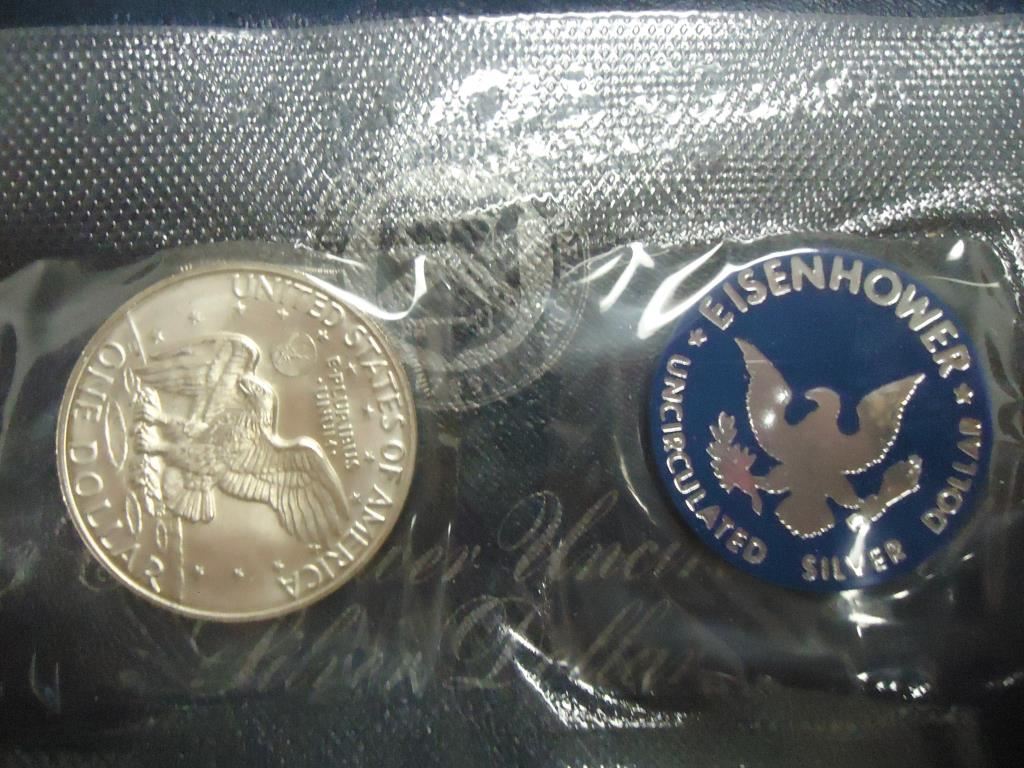 UNITED STATES OF AMERICA
E PLURIBUS
UNUM
ONE DOLLAR
EISENHOWER
UNCIRCULATED SILVER DOLLAR